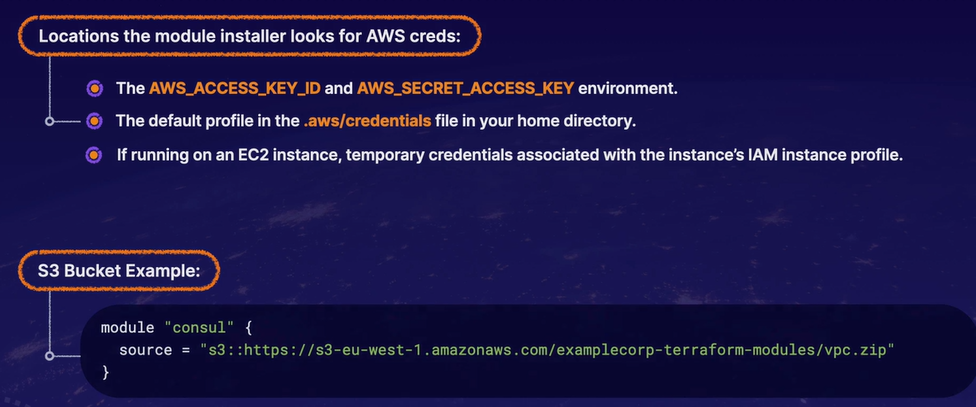 Locations the module installer looks for AWS creds:
The AWS_ACCESS_KEY_ID and AWS_SECRET_ACCESS_KEY environment.
The default profile in the .aws/credentials file in your home directory.
If running on an EC2 instance, temporary credentials associated with the instance’s IAM instance profile.
S3 Bucket Example:
module "consul" {
  source = "s3::https://s3-eu-west-1.amazonaws.com/examplecorp-terraform-modules/vpc.zip"
}